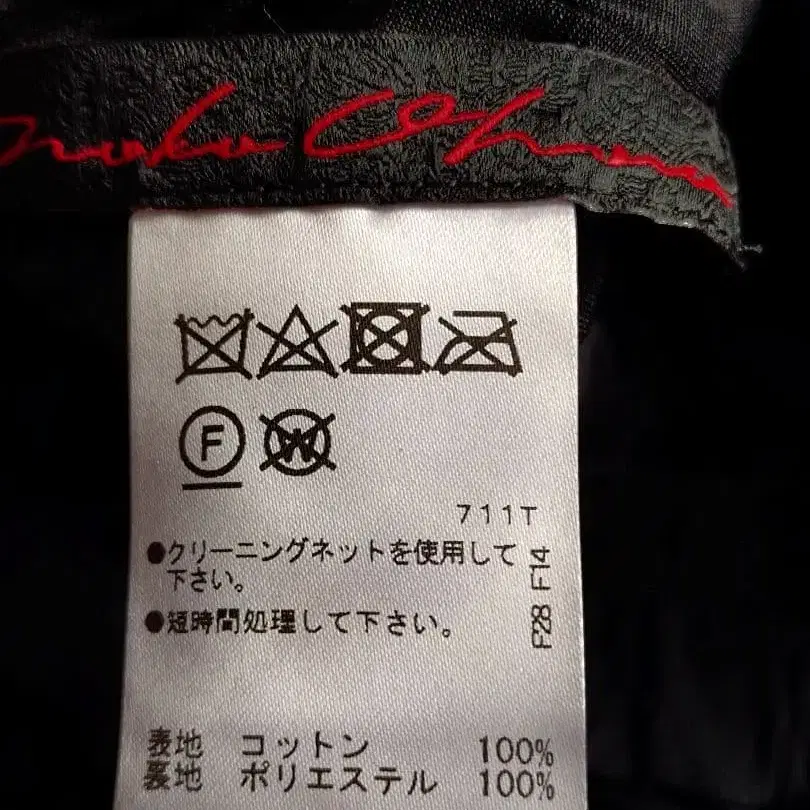 F W
711T
●クリーニングネットを使用して
下さい。
●短時間処理して下さい。
F28 F14
表地 コットン 100%
裏地 ポリエステル 100%